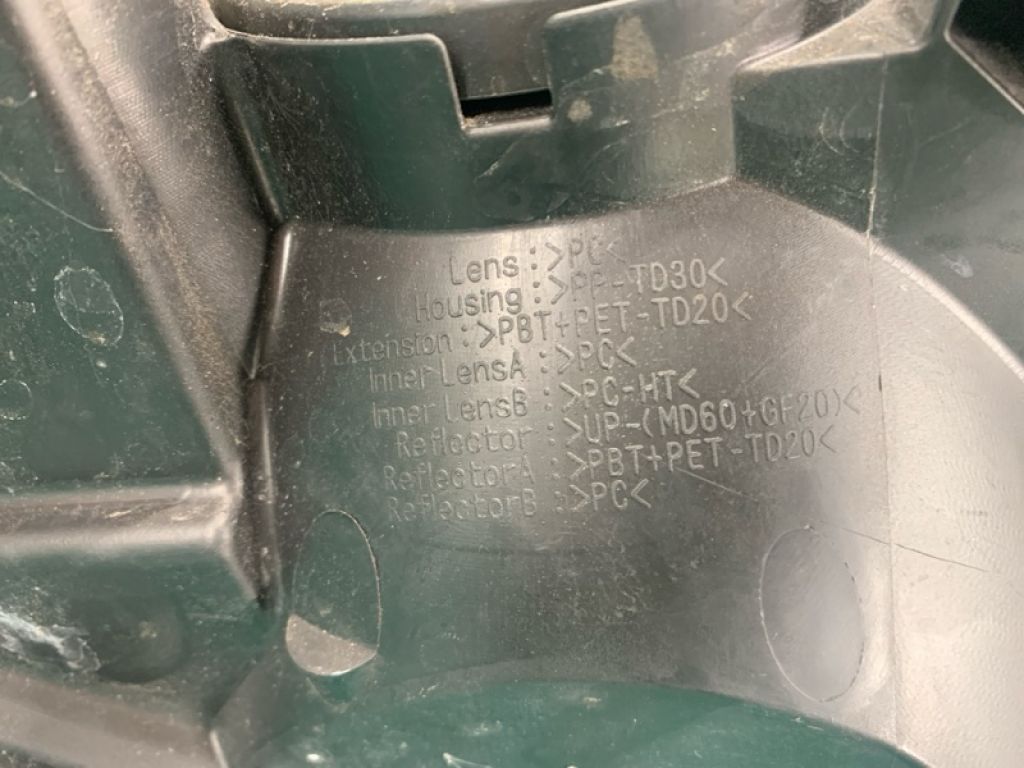 Lens :>PC<
Housing :>PP-TD30<
Extension :>PBT+PET-TD20<
Inner LensA :>PC<
Inner LensB :>PC-HT<
Reflector :>UP-(MD60+GF20)<
ReflectorA :>PBT+PET-TD20<
ReflectorB :>PC<